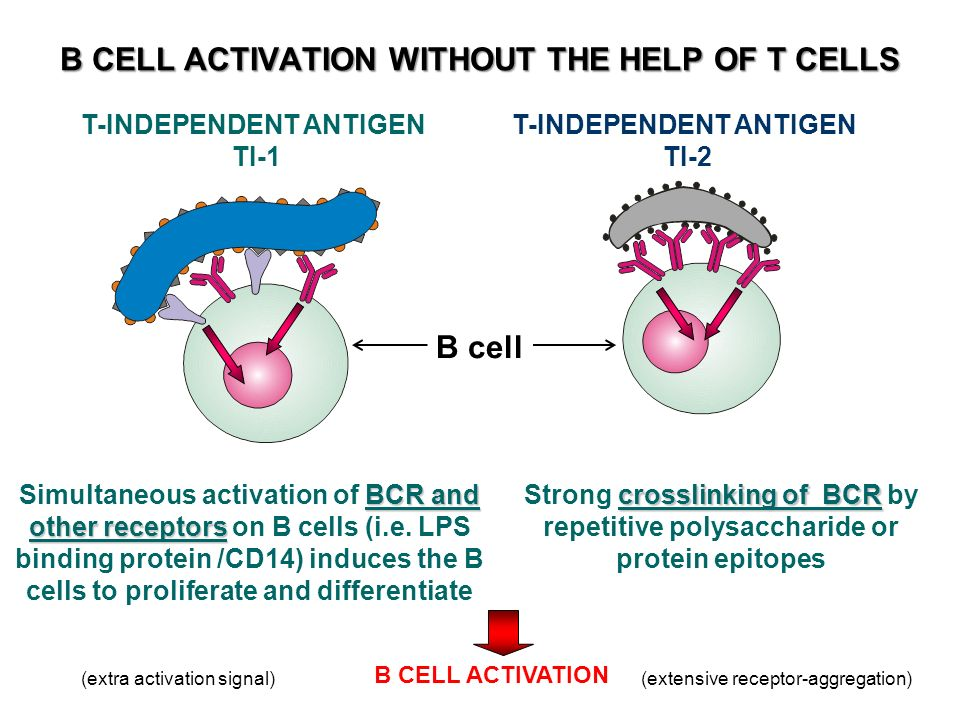 B CELL ACTIVATION WITHOUT THE HELP OF T CELLS
T-INDEPENDENT ANTIGEN
TI-1
T-INDEPENDENT ANTIGEN
TI-2
B cell
Simultaneous activation of BCR and
other receptors on B cells (i.e. LPS
binding protein /CD14) induces the B
cells to proliferate and differentiate
Strong crosslinking of BCR by
repetitive polysaccharide or
protein epitopes
(extra activation signal)
B CELL ACTIVATION
(extensive receptor-aggregation)